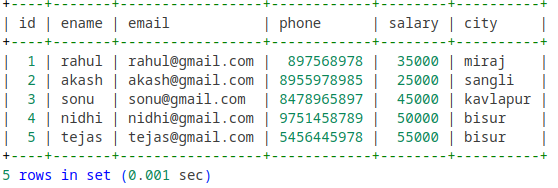 +----+-------+-----------------+------------+--------+----------+
| id | ename | email           | phone      | salary | city     |
+----+-------+-----------------+------------+--------+----------+
|  1 | rahul | rahul@gmail.com |  897568978 |  35000 | miraj    |
|  2 | akash | akash@gmail.com | 8955978985 |  25000 | sangli   |
|  3 | sonu  | sonu@gmail.com  | 8478965897 |  45000 | kavlapur |
|  4 | nidhi | nidhi@gmail.com | 9751458789 |  50000 | bisur    |
|  5 | tejas | tejas@gmail.com | 5456445978 |  55000 | bisur    |
+----+-------+-----------------+------------+--------+----------+
5 rows in set (0.001 sec)